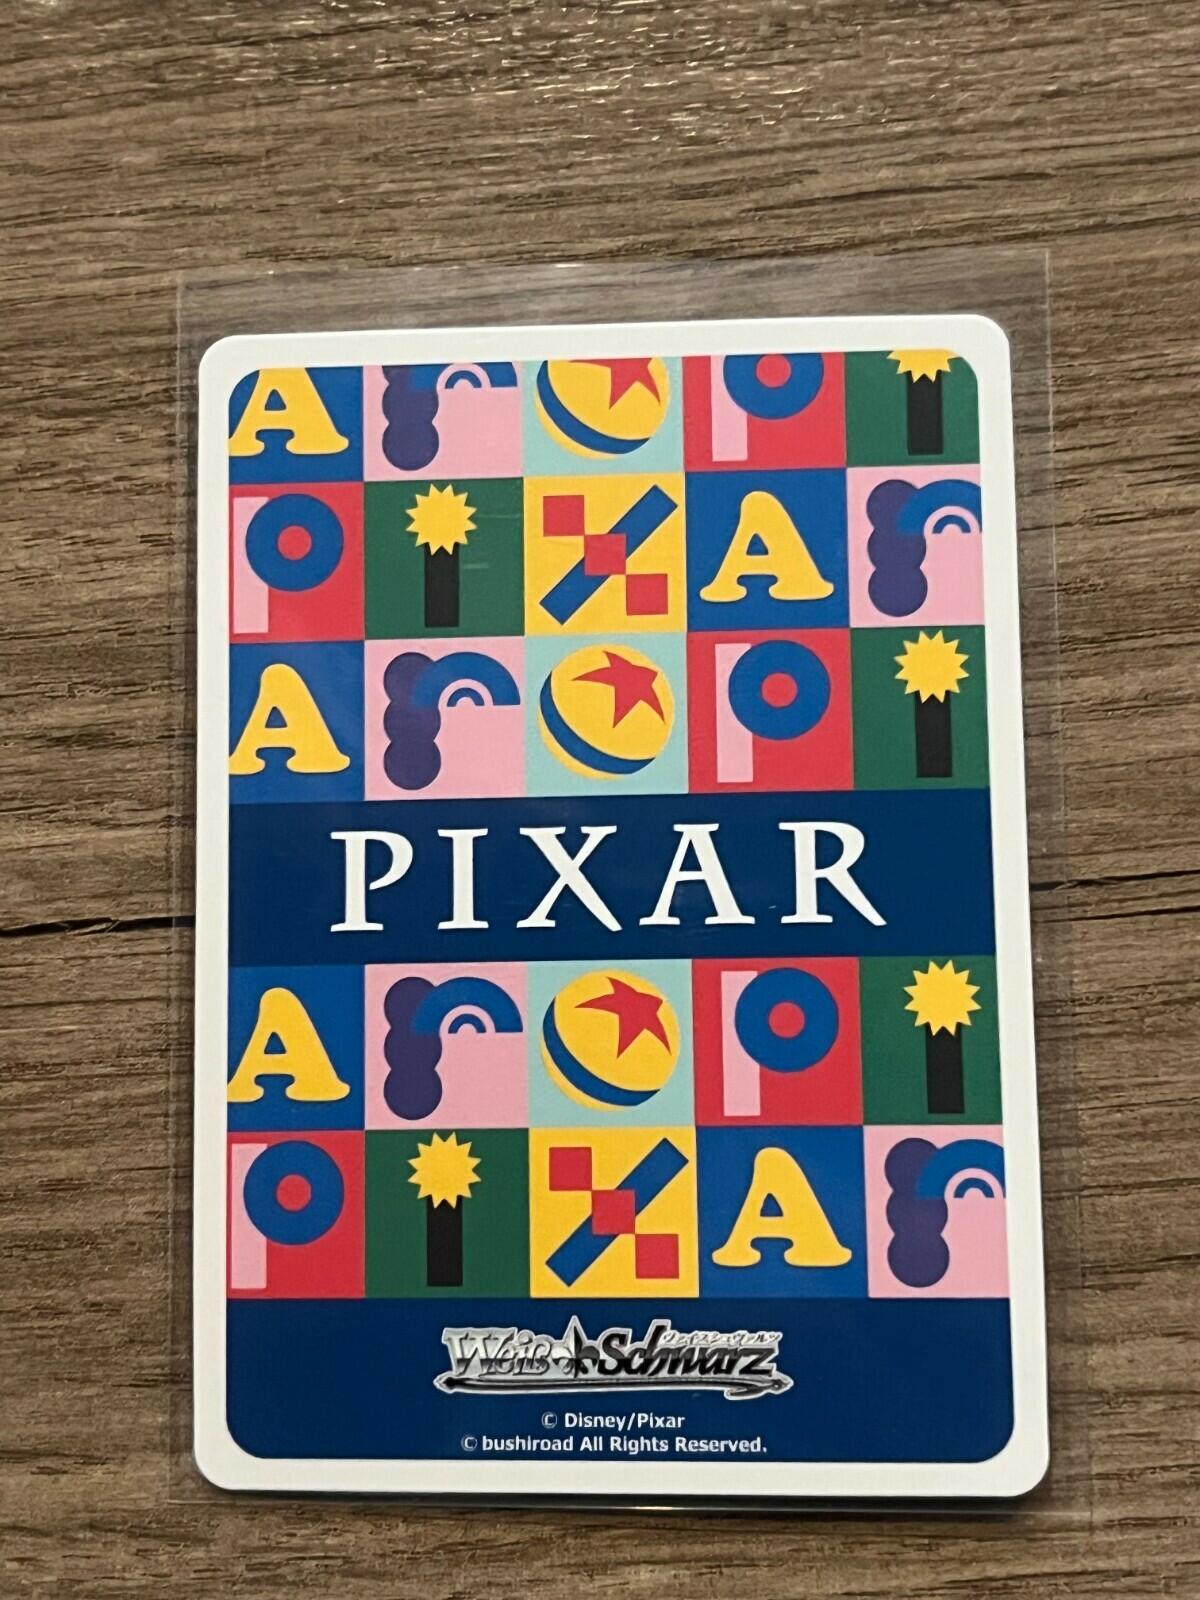 A r P i
P i X A r
A r P i
PIXAR
A r P i
P i X A r
ヴァイスシュヴァルツ
Weiß Schwarz
© Disney/Pixar
© bushiroad All Rights Reserved.